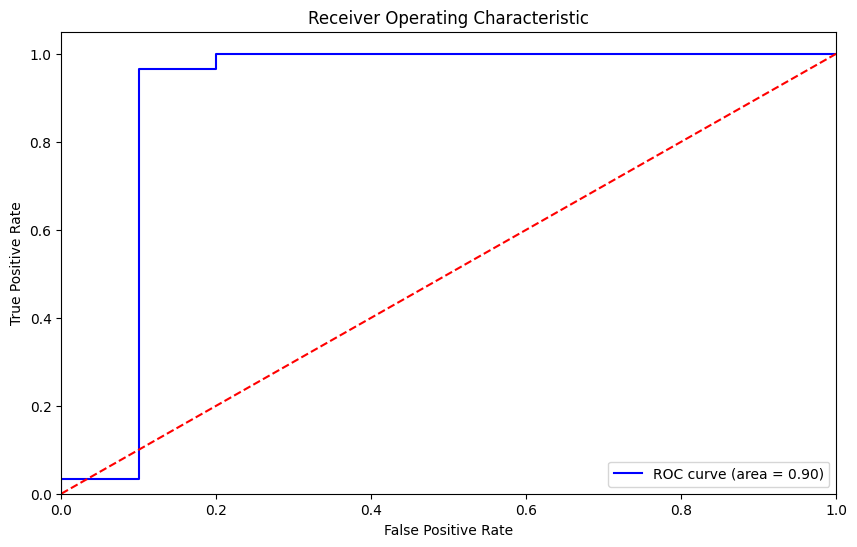 Receiver Operating Characteristic
1.0
0.8
0.6
0.4
0.2
0.0
True Positive Rate
ROC curve (area = 0.90)
0.0 0.2 0.4 0.6 0.8 1.0
False Positive Rate